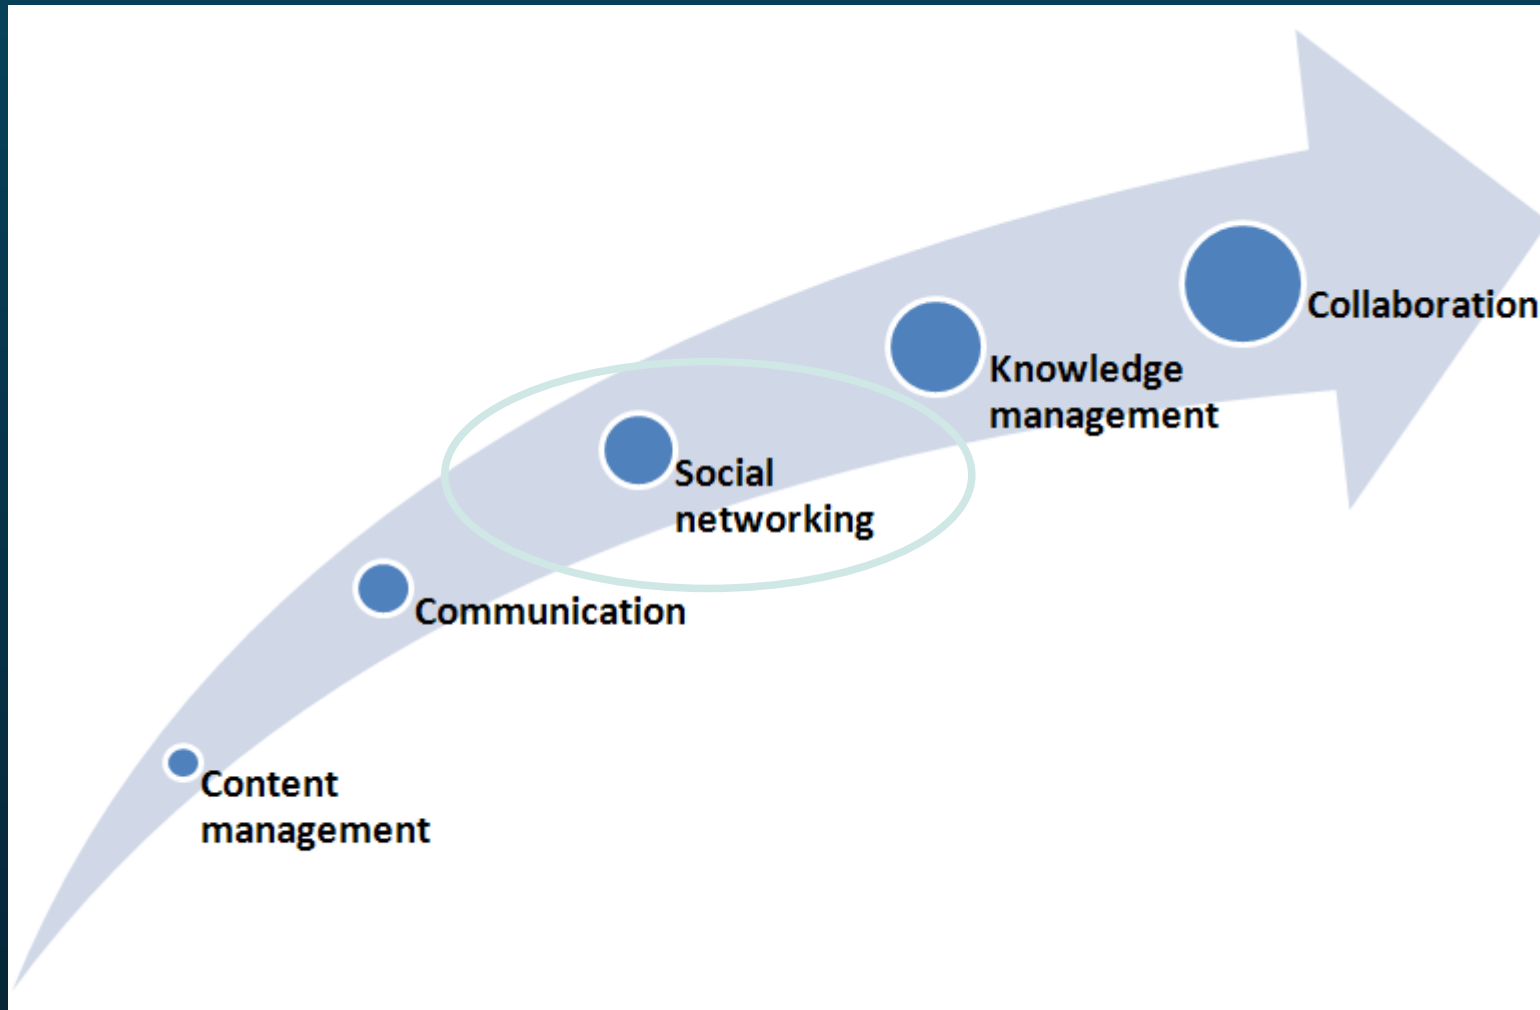 Collaboration
Knowledge
management
Social
networking
Communication
Content
management